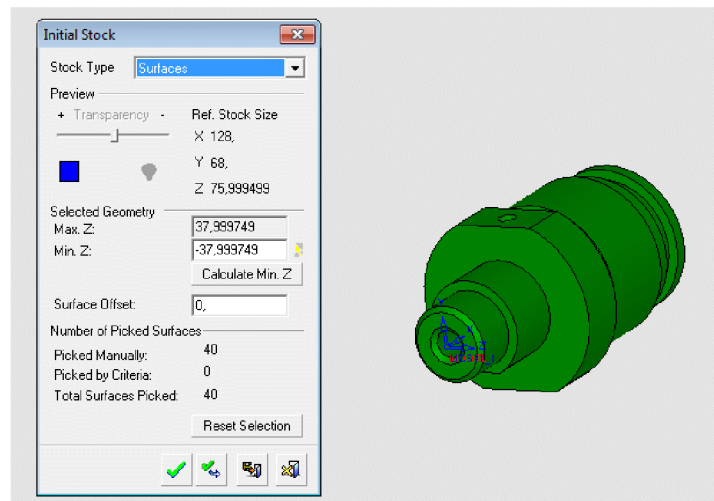 Initial Stock
Stock Type Surfaces
Preview
+ Transparency - Ref. Stock Size
X 128,
Y 68,
Z 75,999499
Selected Geometry
Max. Z: 37,999749
Min. Z: -37,999749
Calculate Min. Z
Surface Offset: 0,
Number of Picked Surfaces
Picked Manually: 40
Picked by Criteria: 0
Total Surfaces Picked: 40
Reset Selection